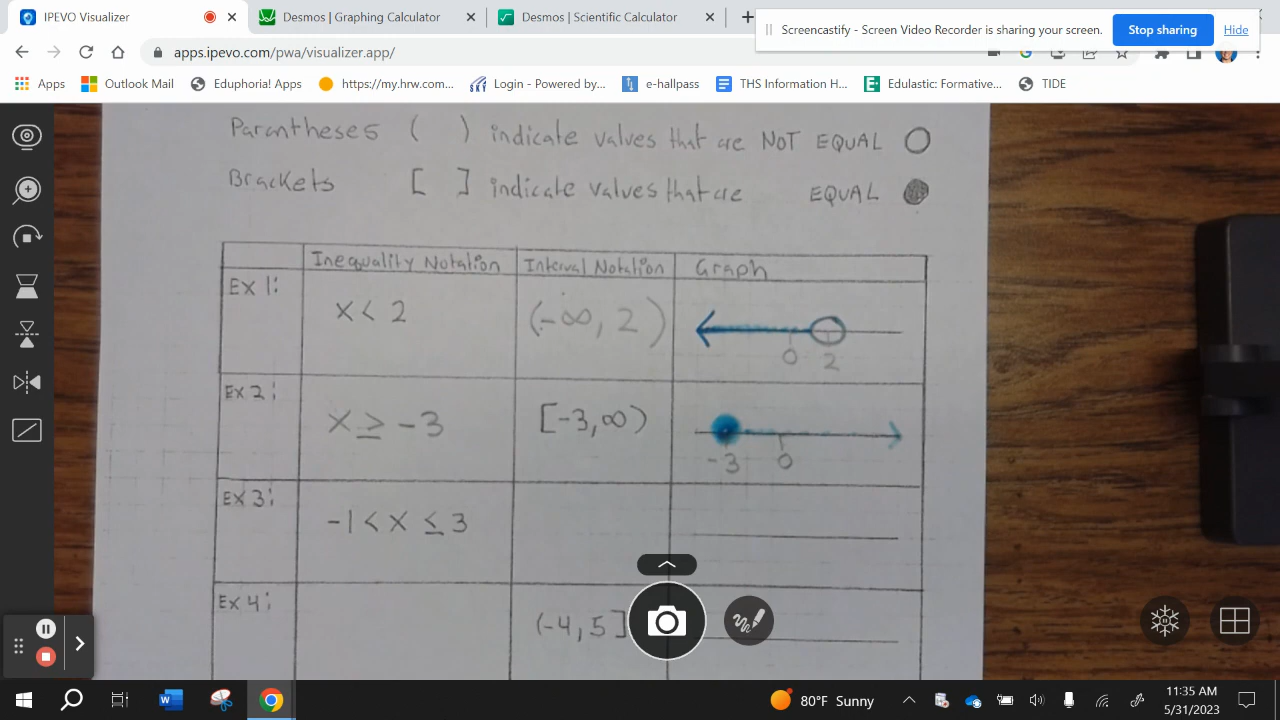 IPEVO Visualizer
Desmos | Graphing Calculator
Desmos | Scientific Calculator
Screencastify - Screen Video Recorder is sharing your screen.
Stop sharing
Hide
apps.ipevo.com/pwa/visualizer.app/
Apps
Outlook Mail
Eduphoria! Apps
https://my.hrw.com...
Login - Powered by...
e-hallpass
THS Information H...
Edulastic: Formative...
TIDE
Parantheses ( ) indicate values that are NOT EQUAL
Brackets [ ] indicate values that are EQUAL
Inequality Notation Interval Notation Graph
Ex 1: x < 2 (-∞, 2)
0 2
Ex 2: x ≥ -3 [-3, ∞)
-3 0
Ex 3: -1 < x ≤ 3
Ex 4: (-4, 5]
80°F Sunny
11:35 AM
5/31/2023